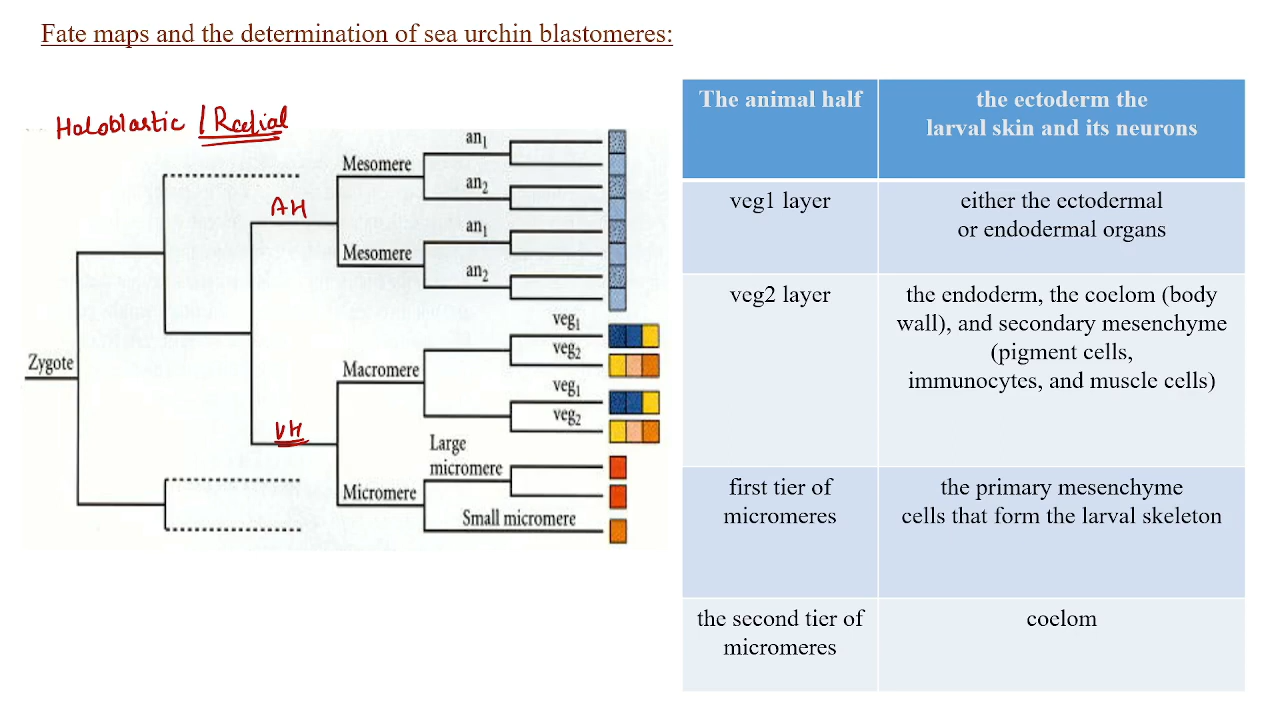 Fate maps and the determination of sea urchin blastomeres:
Holoblastic / Radial
an1
Mesomere
an2
AH
an1
Mesomere
an2
veg1
veg2
Zygote
Macromere
veg1
veg2
VH
Large
micromere
Micromere
Small micromere
The animal half
the ectoderm the
larval skin and its neurons
veg1 layer
either the ectodermal
or endodermal organs
veg2 layer
the endoderm, the coelom (body
wall), and secondary mesenchyme
(pigment cells,
immunocytes, and muscle cells)
first tier of
micromeres
the primary mesenchyme
cells that form the larval skeleton
the second tier of
micromeres
coelom